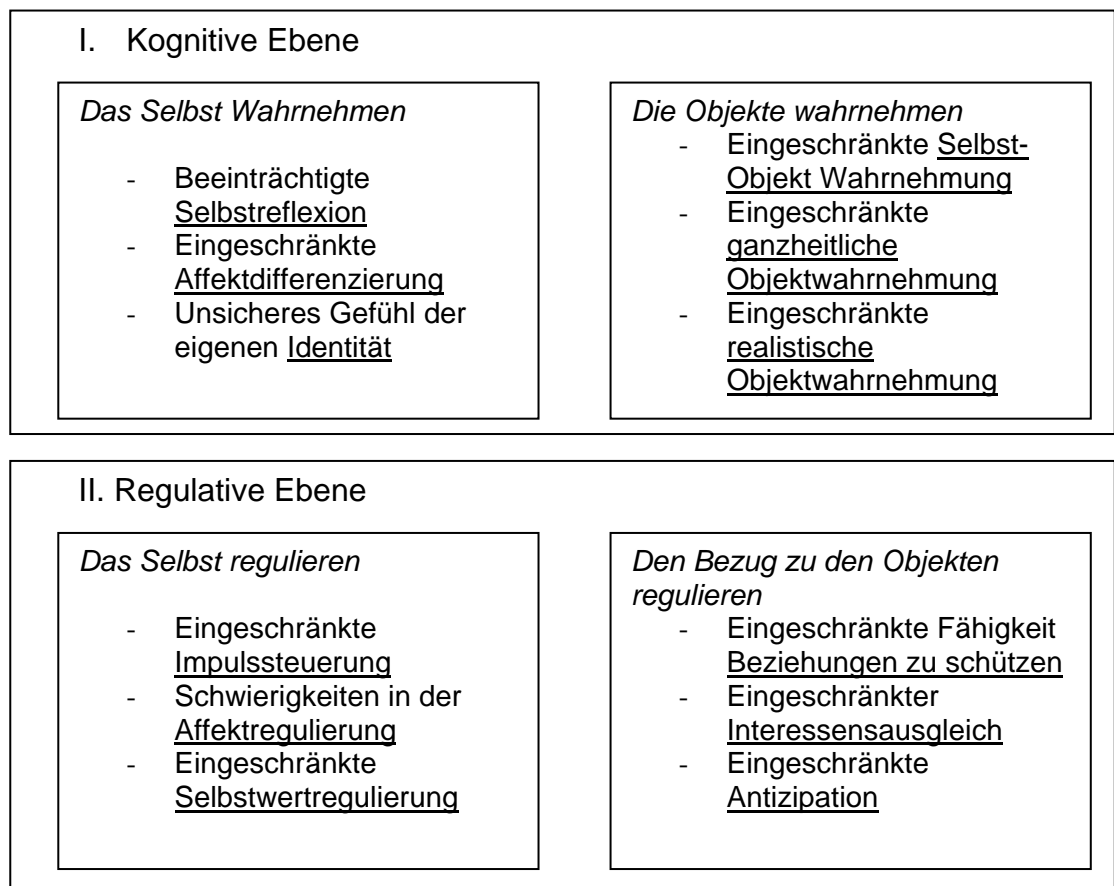 I. Kognitive Ebene
Das Selbst Wahrnehmen
- Beeinträchtigte
Selbstreflexion
- Eingeschränkte
Affektdifferenzierung
- Unsicheres Gefühl der
eigenen Identität
Die Objekte wahrnehmen
- Eingeschränkte Selbst-
Objekt Wahrnehmung
- Eingeschränkte
ganzheitliche
Objektwahrnehmung
- Eingeschränkte
realistische
Objektwahrnehmung
II. Regulative Ebene
Das Selbst regulieren
- Eingeschränkte
Impulssteuerung
- Schwierigkeiten in der
Affektregulierung
- Eingeschränkte
Selbstwertregulierung
Den Bezug zu den Objekten
regulieren
- Eingeschränkte Fähigkeit
Beziehungen zu schützen
- Eingeschränkter
Interessensausgleich
- Eingeschränkte
Antizipation